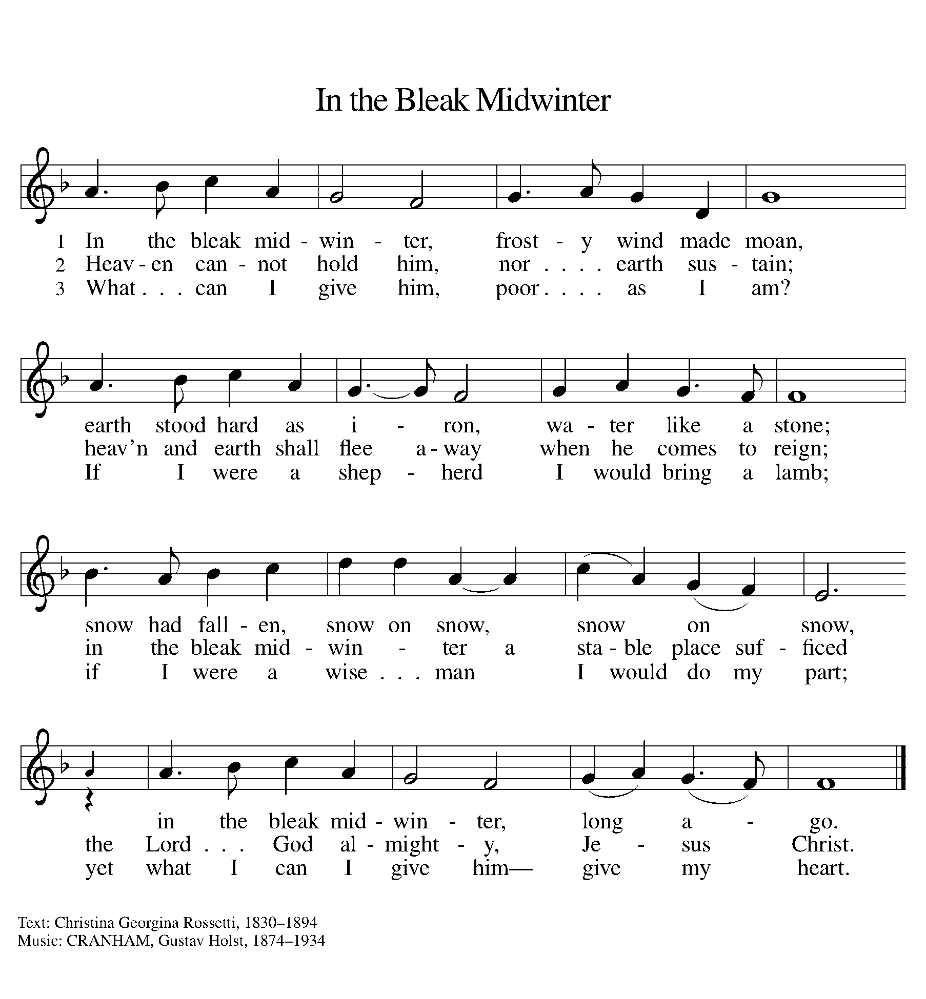 In the Bleak Midwinter
1 In the bleak mid - win - ter, frost - y wind made moan,
2 Heav - en can - not hold him, nor . . . . earth sus - tain;
3 What . . . can I give him, poor . . . . as I am?
earth stood hard as i - ron, wa - ter like a stone;
heav’n and earth shall flee a - way when he comes to reign;
If I were a shep - herd I would bring a lamb;
snow had fall - en, snow on snow, snow on snow,
in the bleak mid - win - ter a sta - ble place suf - ficed
if I were a wise . . . man I would do my part;
in the bleak mid - win - ter, long a - go.
the Lord . . . God al - might - y, Je - sus Christ.
yet what I can I give him— give my heart.
Text: Christina Georgina Rossetti, 1830–1894
Music: CRANHAM, Gustav Holst, 1874–1934